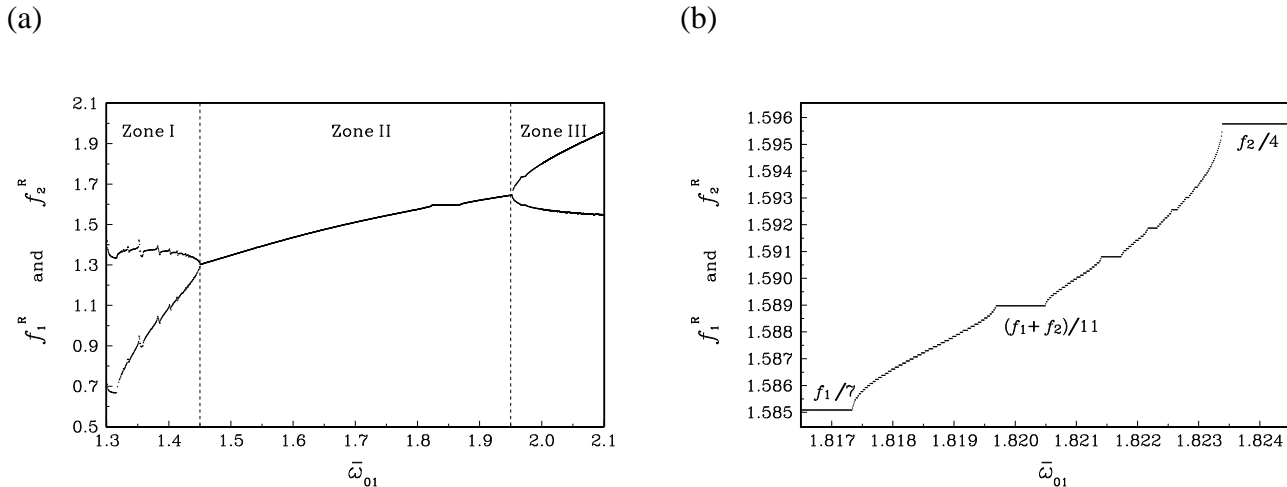 (a)
(b)
f₁ᴿ and f₂ᴿ
2.1
1.9
1.7
1.5
1.3
1.1
0.9
0.7
0.5
Zone I
Zone II
Zone III
1.3 1.4 1.5 1.6 1.7 1.8 1.9 2.0 2.1
ω̄₀₁
f₁ᴿ and f₂ᴿ
1.596
1.595
1.594
1.593
1.592
1.591
1.590
1.589
1.588
1.587
1.586
1.585
f₂/4
(f₁+f₂)/11
f₁/7
1.817 1.818 1.819 1.820 1.821 1.822 1.823 1.824
ω̄₀₁